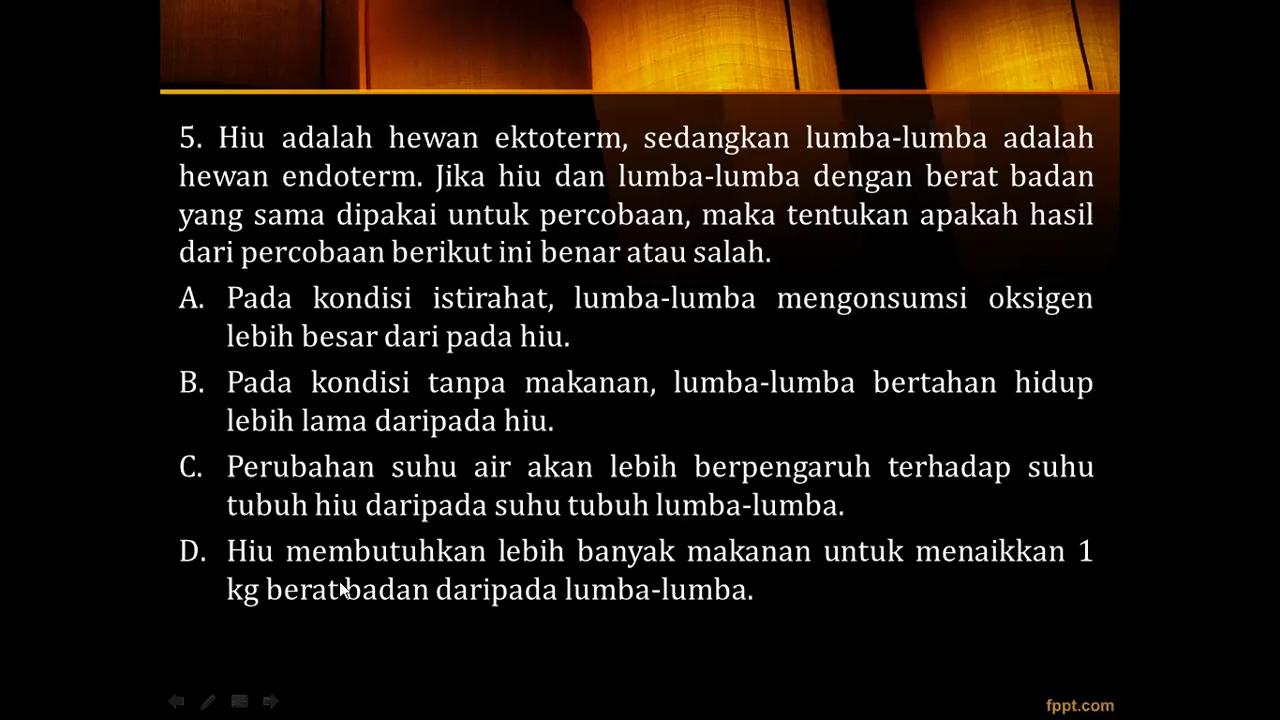 5. Hiu adalah hewan ektoterm, sedangkan lumba-lumba adalah
hewan endoterm. Jika hiu dan lumba-lumba dengan berat badan
yang sama dipakai untuk percobaan, maka tentukan apakah hasil
dari percobaan berikut ini benar atau salah.
A. Pada kondisi istirahat, lumba-lumba mengonsumsi oksigen
lebih besar dari pada hiu.
B. Pada kondisi tanpa makanan, lumba-lumba bertahan hidup
lebih lama daripada hiu.
C. Perubahan suhu air akan lebih berpengaruh terhadap suhu
tubuh hiu daripada suhu tubuh lumba-lumba.
D. Hiu membutuhkan lebih banyak makanan untuk menaikkan 1
kg berat badan daripada lumba-lumba.
fppt.com